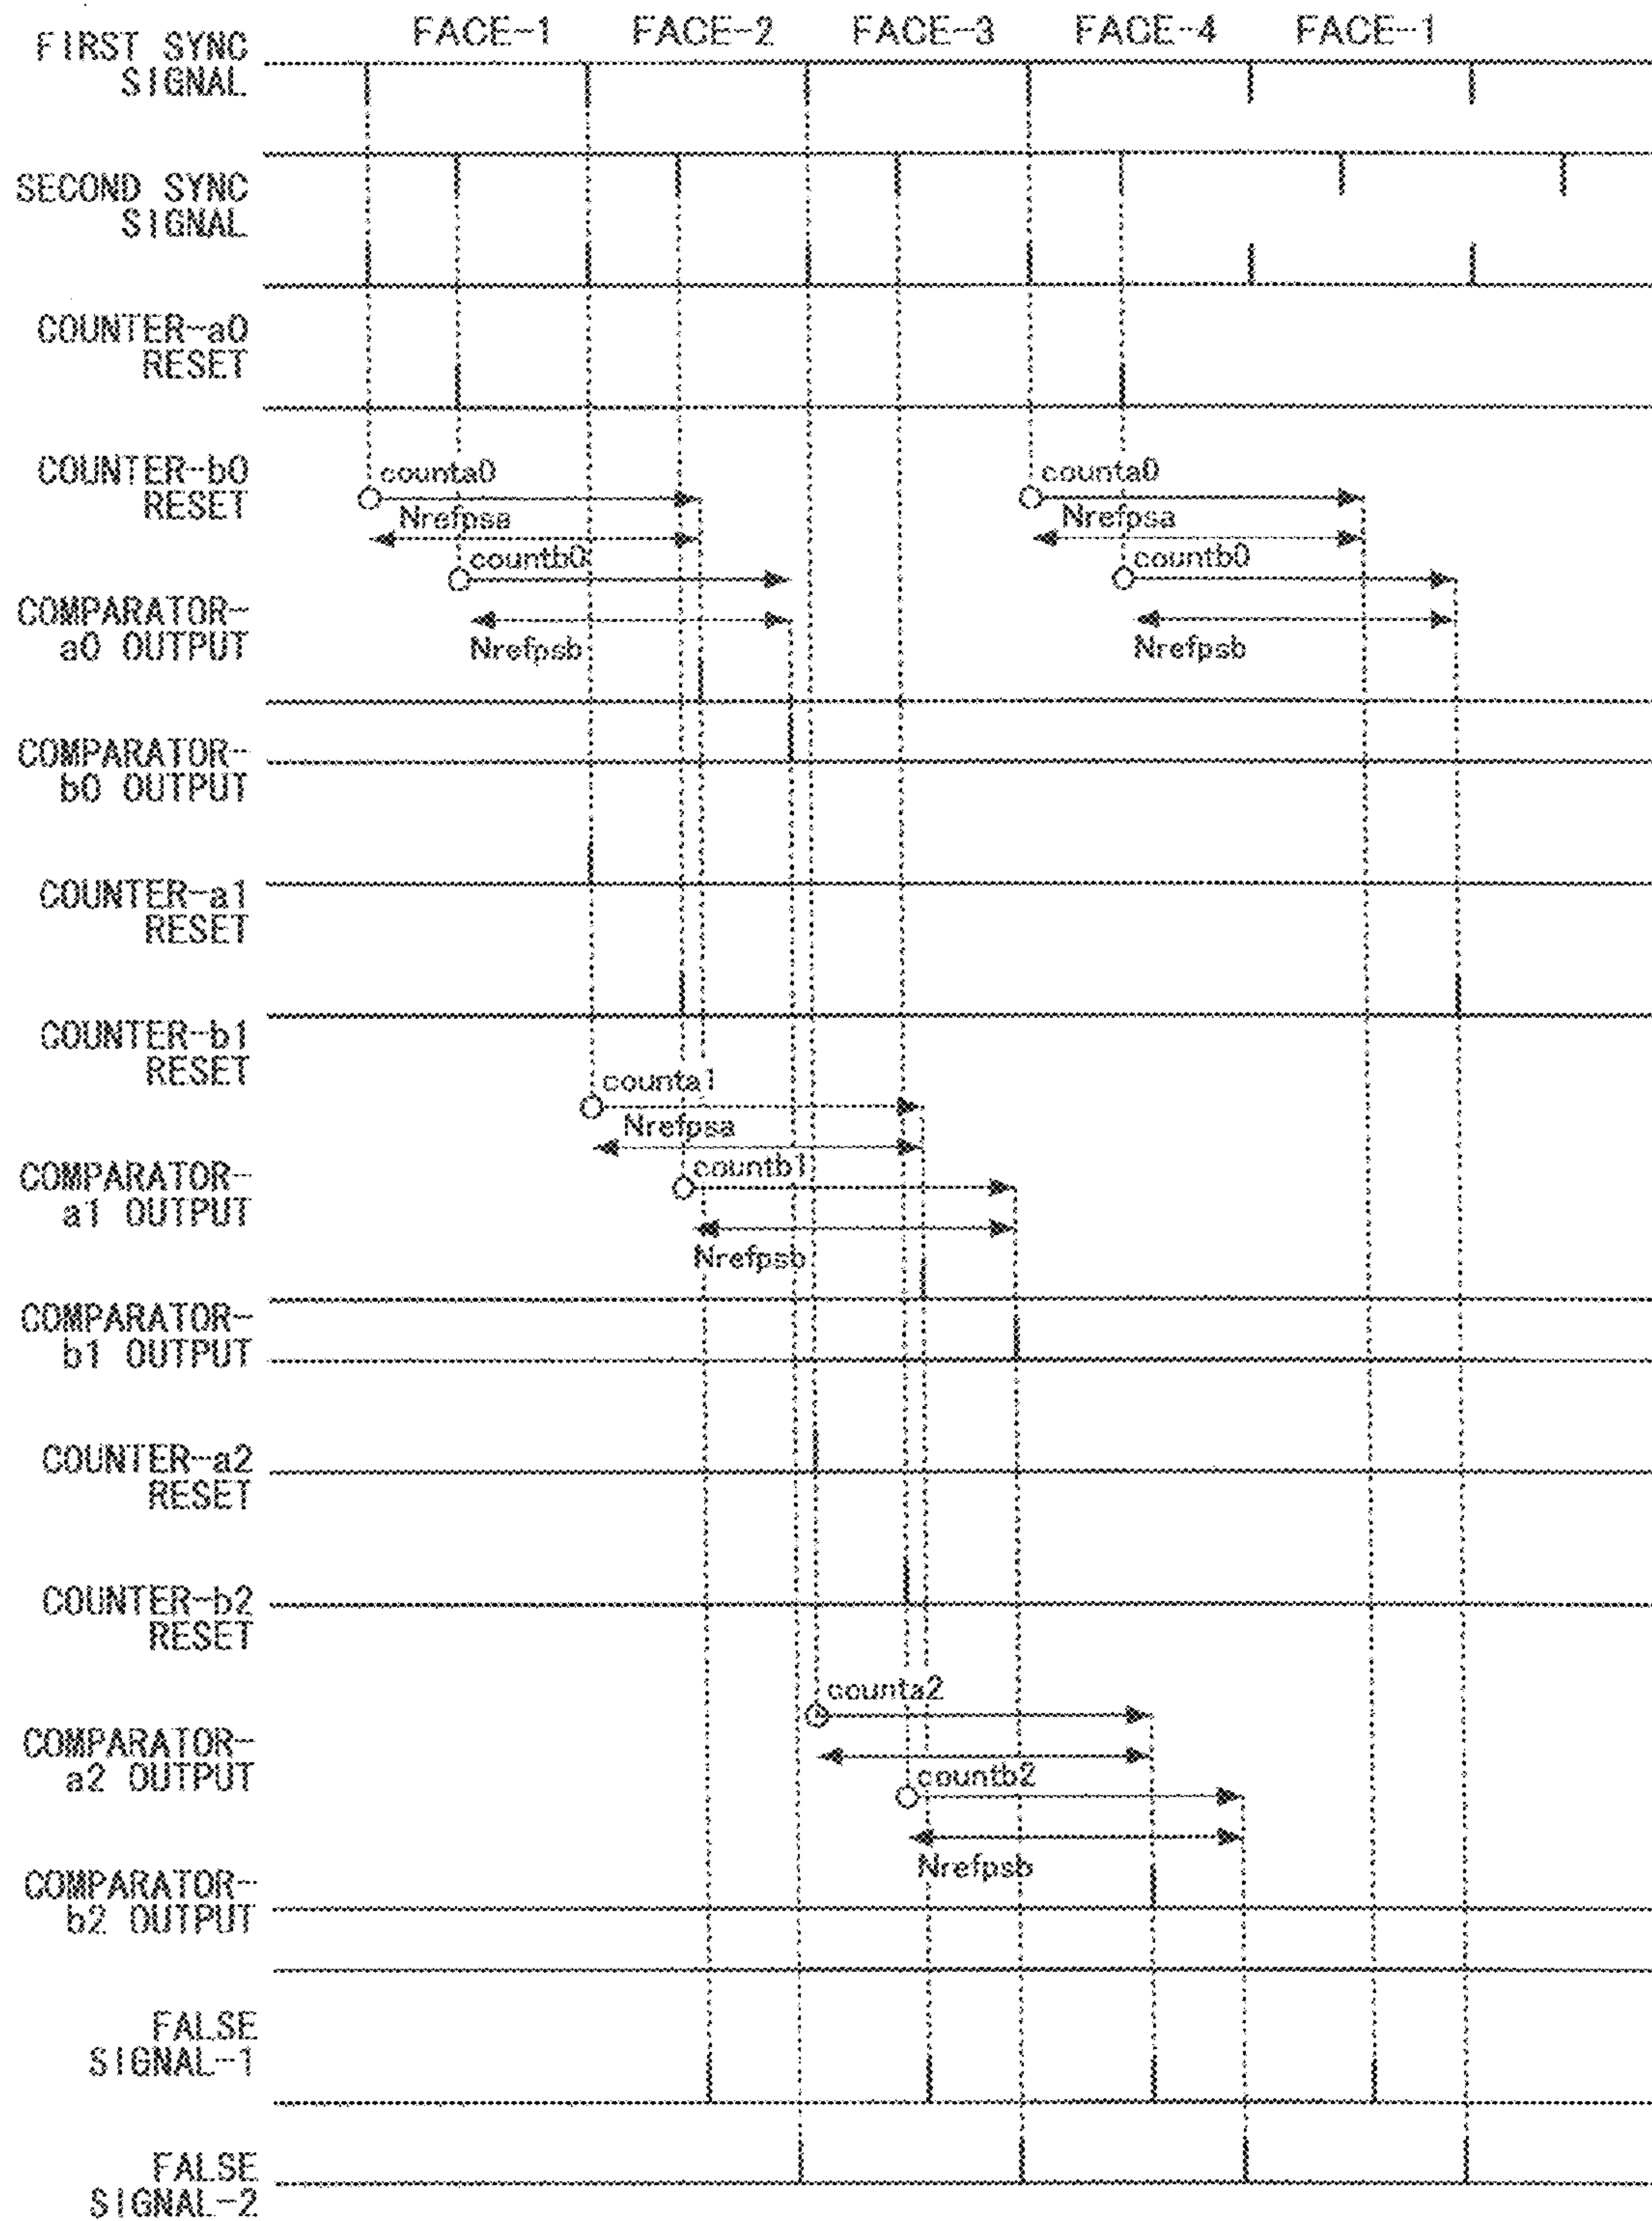 FACE-1 FACE-2 FACE-3 FACE-4 FACE-1
FIRST SYNC
SIGNAL
SECOND SYNC
SIGNAL
COUNTER-a0
RESET
COUNTER-b0
RESET
counta0
counta0
Nrefpsa
Nrefpsa
countb0
countb0
COMPARATOR-
a0 OUTPUT
Nrefpsb
Nrefpsb
COMPARATOR-
b0 OUTPUT
COUNTER-a1
RESET
COUNTER-b1
RESET
counta1
Nrefpsa
countb1
COMPARATOR-
a1 OUTPUT
Nrefpsb
COMPARATOR-
b1 OUTPUT
COUNTER-a2
RESET
COUNTER-b2
RESET
counta2
COMPARATOR-
a2 OUTPUT
countb2
Nrefpsb
COMPARATOR-
b2 OUTPUT
FALSE
SIGNAL-1
FALSE
SIGNAL-2